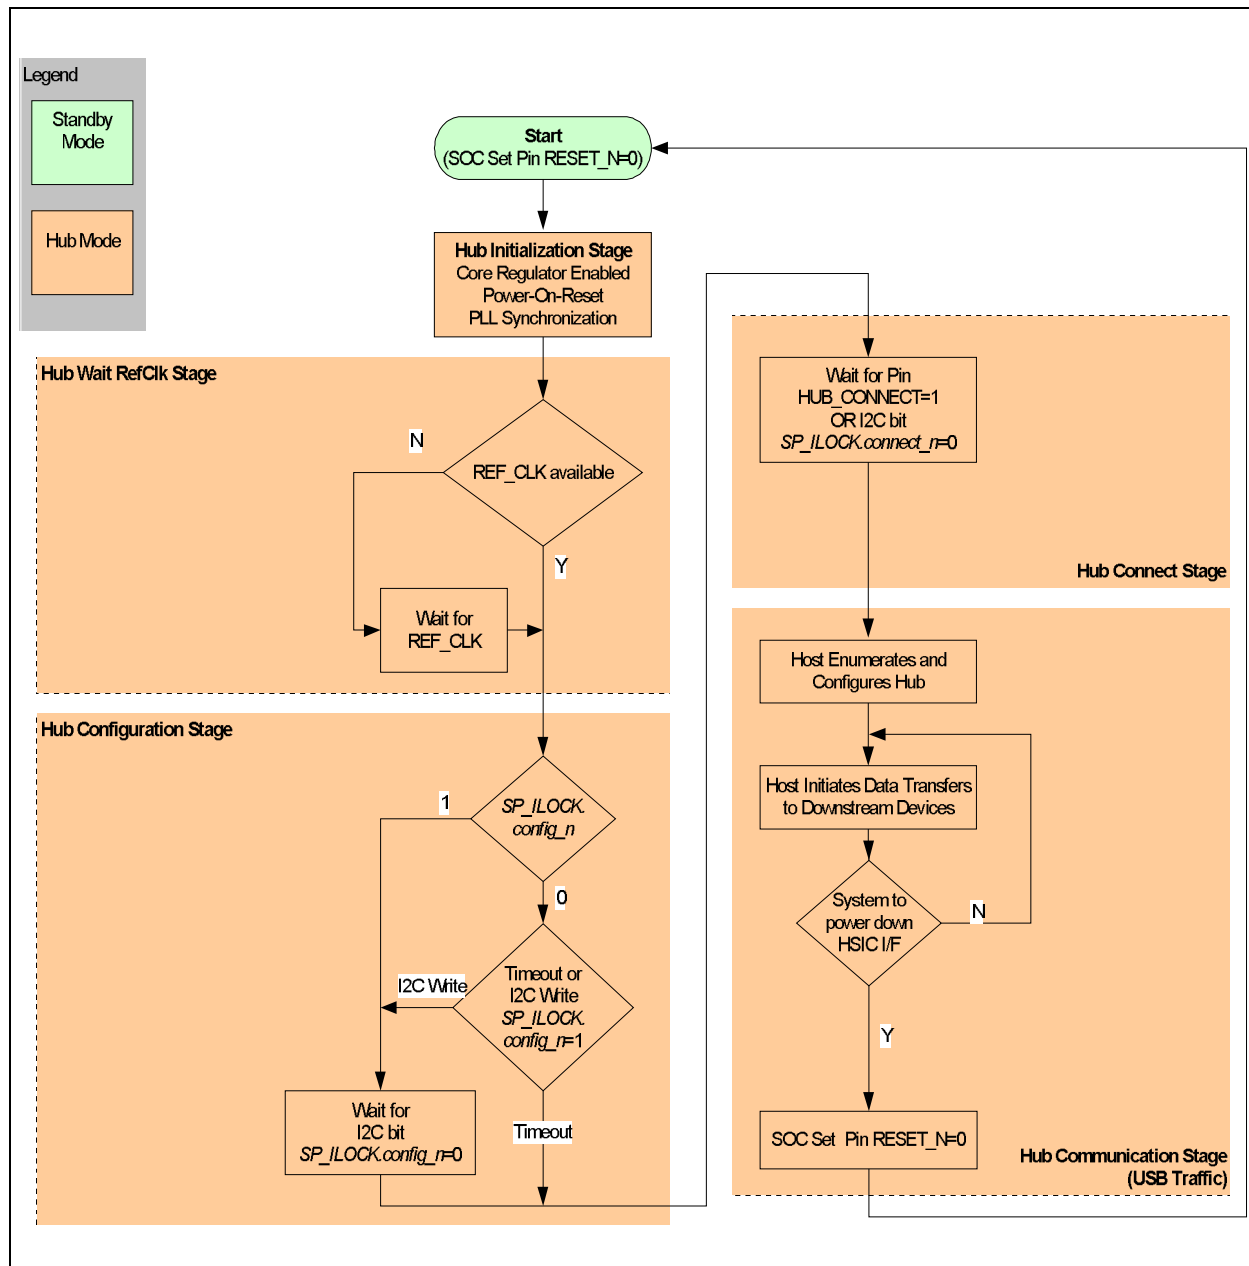 Legend
Standby
Mode
Hub Mode
Start
(SOC Set Pin RESET_N=0)
Hub Initialization Stage
Core Regulator Enabled
Power-On-Reset
PLL Synchronization
Hub Wait RefClk Stage
N
REF_CLK available
Y
Wait for
REF_CLK
Hub Configuration Stage
1
SP_ILOCK.
config_n
0
I2C Write
Timeout or
I2C Write
SP_ILOCK.
config_n=1
Wait for
I2C bit
SP_ILOCK.config_n=0
Timeout
Wait for Pin
HUB_CONNECT=1
OR I2C bit
SP_ILOCK.connect_n=0
Hub Connect Stage
Host Enumerates and
Configures Hub
Host Initiates Data Transfers
to Downstream Devices
System to
power down
HSIC I/F
N
Y
SOC Set Pin RESET_N=0
Hub Communication Stage
(USB Traffic)